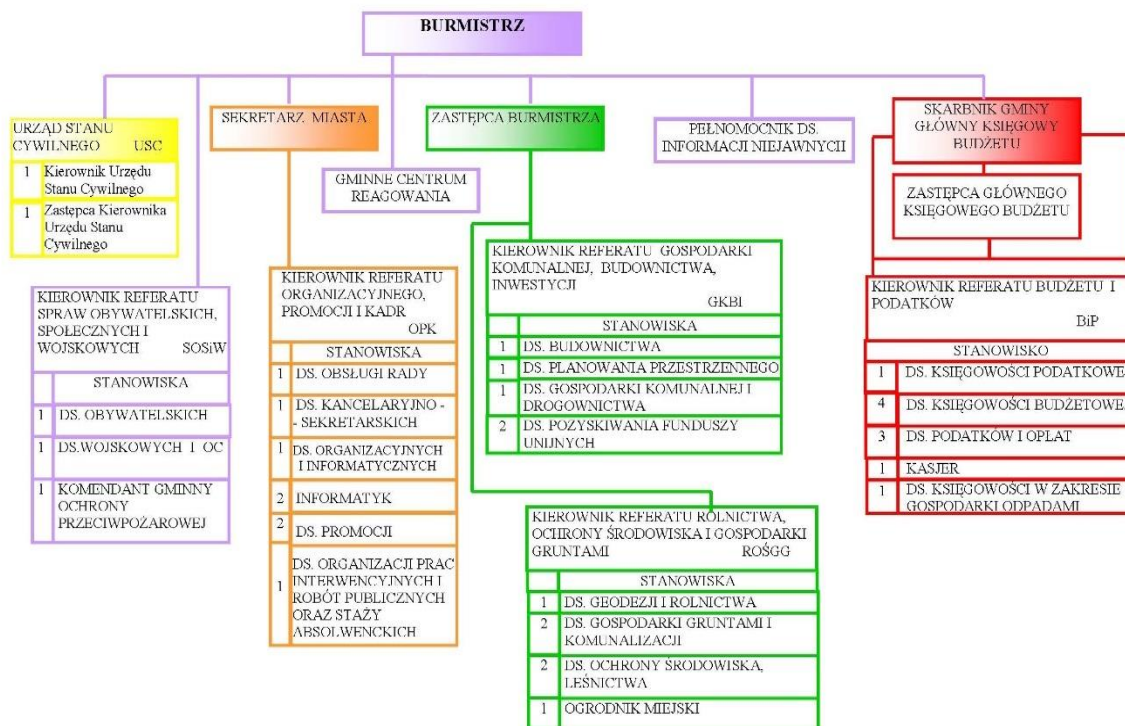 BURMISTRZ
URZĄD STANU
CYWILNEGO USC
1 Kierownik Urzędu
Stanu Cywilnego
1 Zastępca Kierownika
Urzędu Stanu
Cywilnego
SEKRETARZ MIASTA
GMINNE CENTRUM
REAGOWANIA
ZASTĘPCA BURMISTRZA
PEŁNOMOCNIK DS.
INFORMACJI NIEJAWNYCH
SKARBNIK GMINY
GŁÓWNY KSIĘGOWY
BUDŻETU
ZASTĘPCA GŁÓWNEGO
KSIĘGOWEGO BUDŻETU
KIEROWNIK REFERATU
SPRAW OBYWATELSKICH,
SPOŁECZNYCH I
WOJSKOWYCH SOSiW
STANOWISKA
1 DS. OBYWATELSKICH
1 DS.WOJSKOWYCH I OC
1 KOMENDANT GMINNY
OCHRONY
PRZECIWPOŻAROWEJ
KIEROWNIK REFERATU
ORGANIZACYJNEGO,
PROMOCJI I KADR
OPK
STANOWISKA
1 DS. OBSŁUGI RADY
1 DS. KANCELARYJNO -
- SEKRETARSKICH
1 DS. ORGANIZACYJNYCH
I INFORMATYCZNYCH
2 INFORMATYK
2 DS. PROMOCJI
1 DS. ORGANIZACJI PRAC
INTERWENCYJNYCH I
ROBÓT PUBLICZNYCH
ORAZ STAŻY
ABSOLWENCKICH
KIEROWNIK REFERATU GOSPODARKI
KOMUNALNEJ, BUDOWNICTWA,
INWESTYCJI
GKBI
STANOWISKA
1 DS. BUDOWNICTWA
1 DS. PLANOWANIA PRZESTRZENNEGO
1 DS. GOSPODARKI KOMUNALNEJ I
DROGOWNICTWA
2 DS. POZYSKIWANIA FUNDUSZY
UNIJNYCH
KIEROWNIK REFERATU ROLNICTWA,
OCHRONY ŚRODOWISKA I GOSPODARKI
GRUNTAMI ROŚGG
STANOWISKA
1 DS. GEODEZJI I ROLNICTWA
2 DS. GOSPODARKI GRUNTAMI I
KOMUNALIZACJI
2 DS. OCHRONY ŚRODOWISKA,
LEŚNICTWA
1 OGRODNIK MIEJSKI
KIEROWNIK REFERATU BUDŻETU I
PODATKÓW
BiP
STANOWISKO
1 DS. KSIĘGOWOŚCI PODATKOWE
4 DS. KSIĘGOWOŚCI BUDŻETOWE
3 DS. PODATKÓW I OPLAT
1 KASJER
1 DS. KSIĘGOWOŚCI W ZAKRESIE
GOSPODARKI ODPADAMI